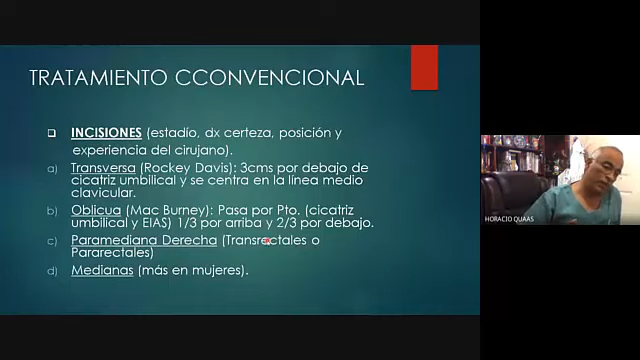 TRATAMIENTO CCONVENCIONAL
INCISIONES (estadío, dx certeza, posición y
experiencia del cirujano).
a) Transversa (Rockey Davis): 3cms por debajo de
cicatriz umbilical y se centra en la línea medio
clavicular.
b) Oblicua (Mac Burney): Pasa por Pto. (cicatriz
umbilical y EIAS) 1/3 por arriba y 2/3 por debajo.
c) Paramediana Derecha (Transrectales o
Pararectales)
d) Medianas (más en mujeres).
HORACIO QUAAS